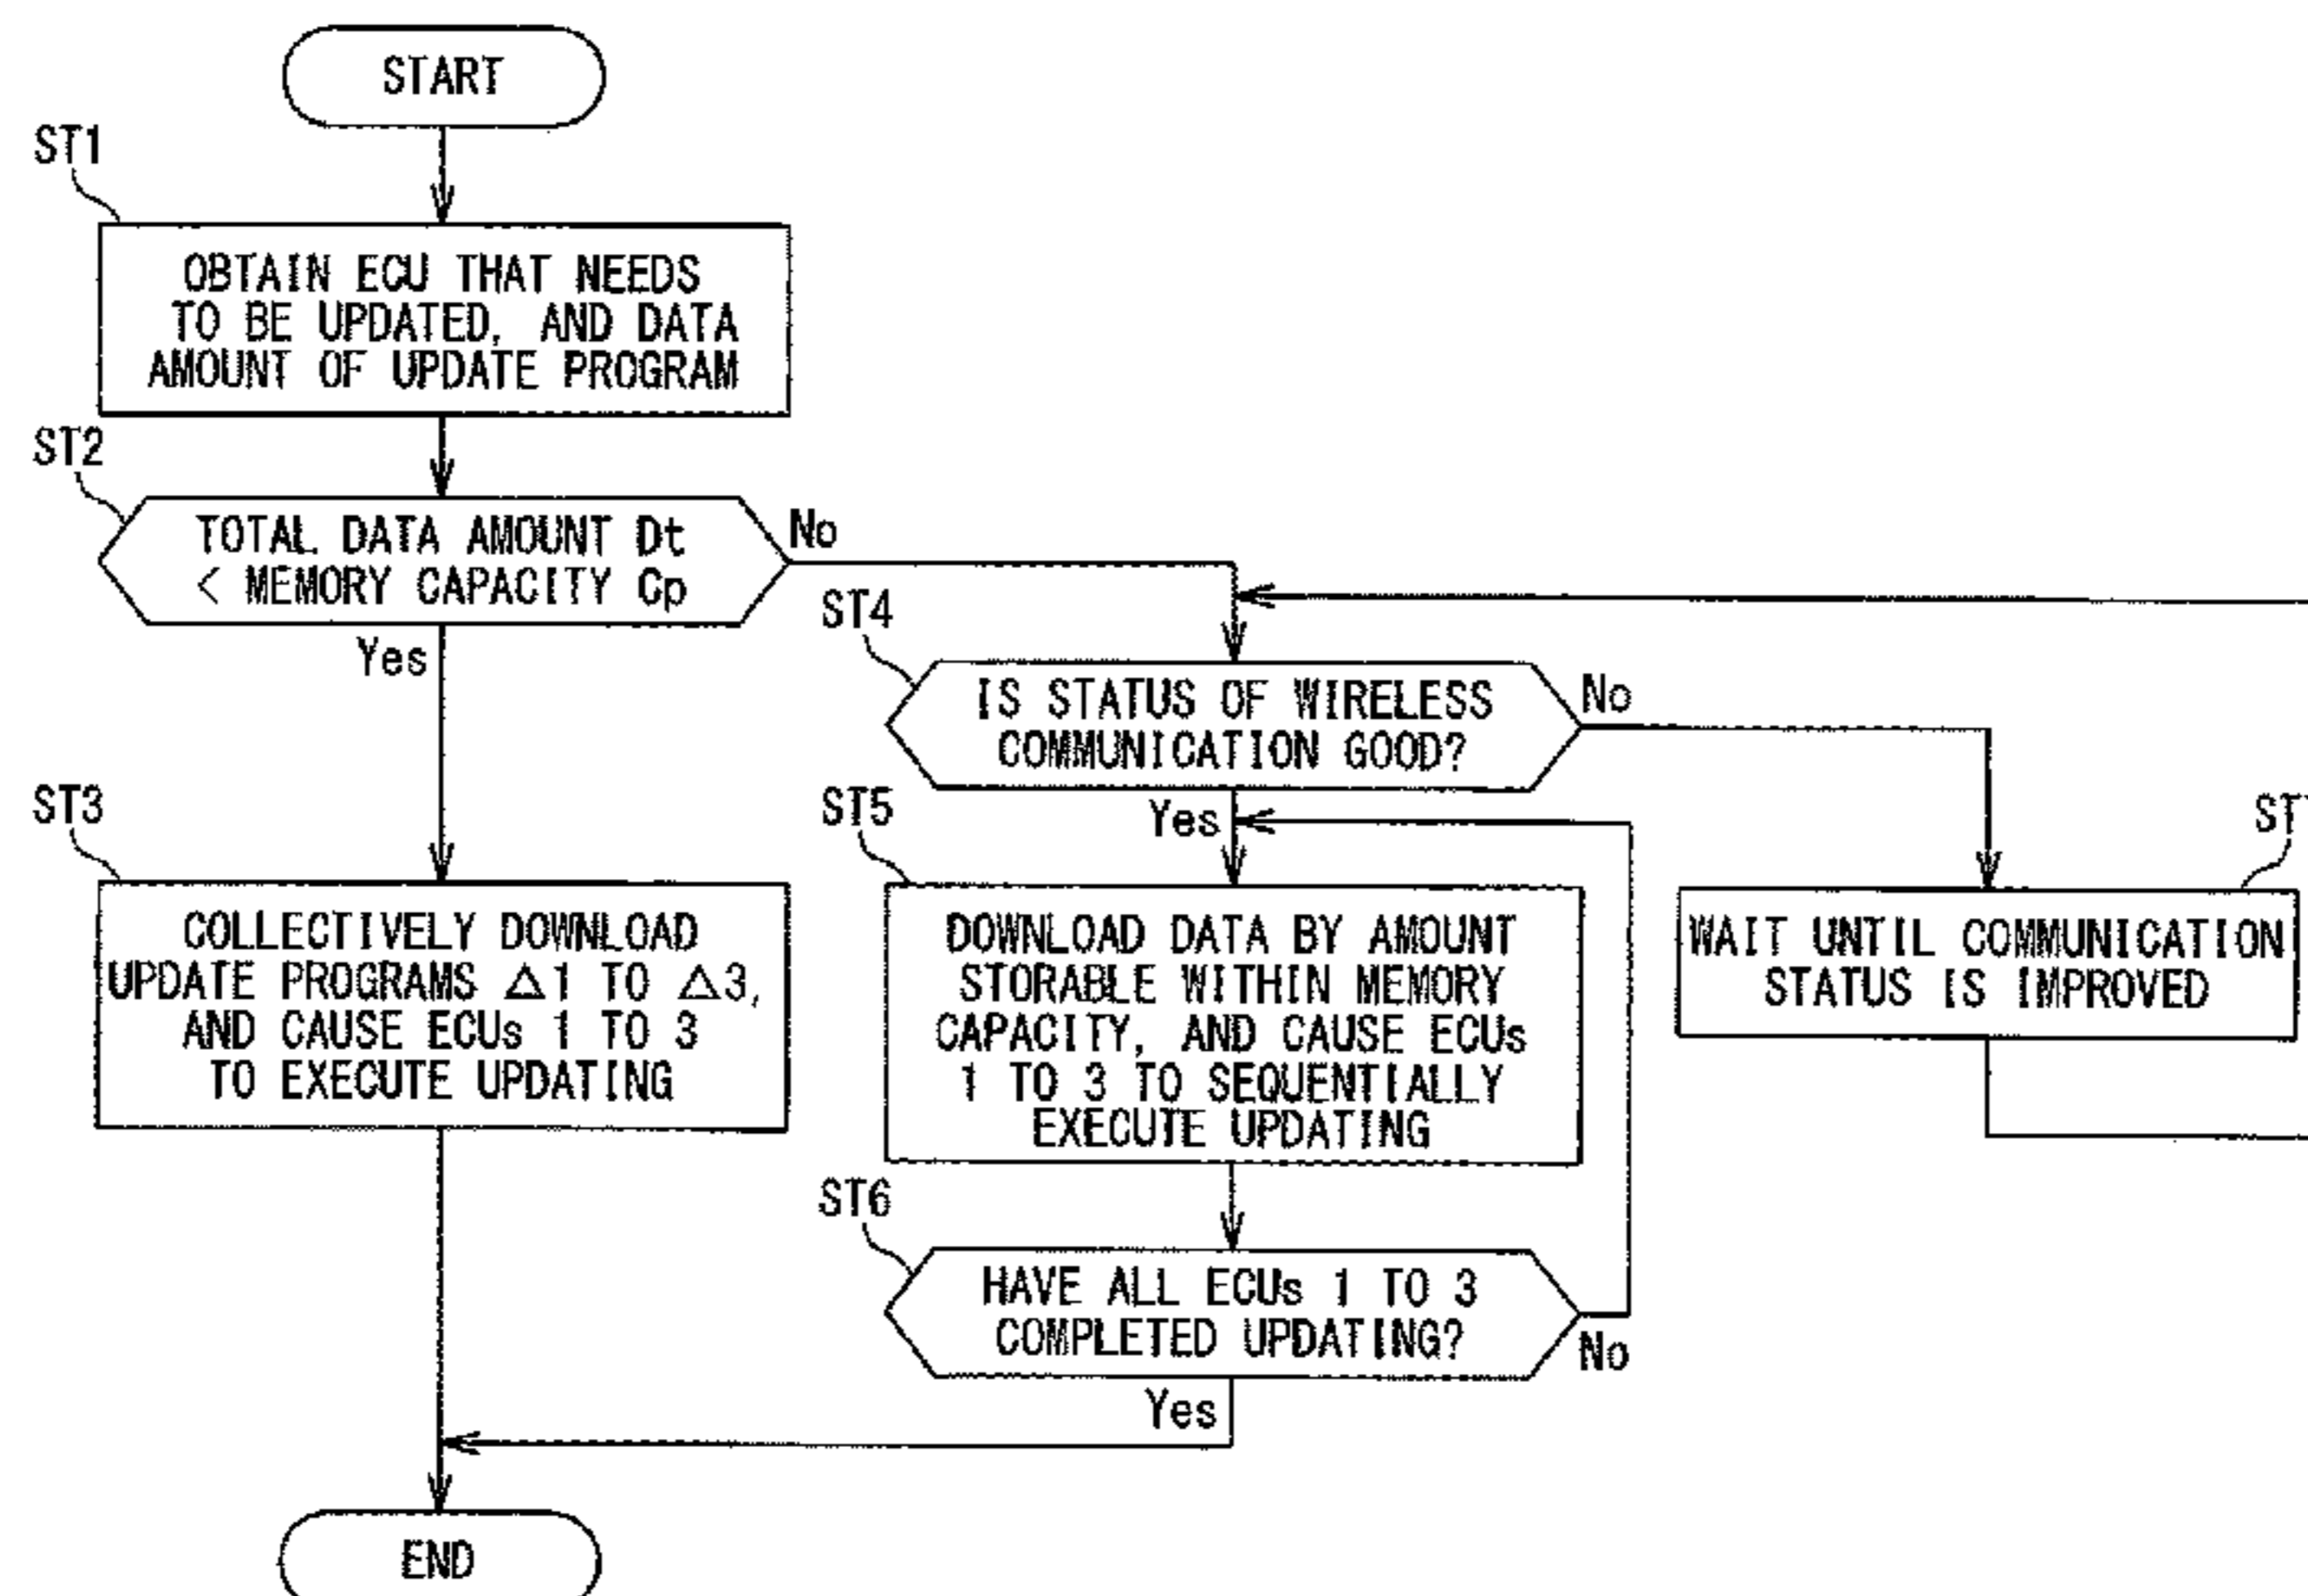 START
ST1
OBTAIN ECU THAT NEEDS
TO BE UPDATED, AND DATA
AMOUNT OF UPDATE PROGRAM
ST2
TOTAL DATA AMOUNT Dt
< MEMORY CAPACITY Cp
No
Yes
ST4
IS STATUS OF WIRELESS
COMMUNICATION GOOD?
No
Yes
ST3
COLLECTIVELY DOWNLOAD
UPDATE PROGRAMS △1 TO △3,
AND CAUSE ECUs 1 TO 3
TO EXECUTE UPDATING
ST5
DOWNLOAD DATA BY AMOUNT
STORABLE WITHIN MEMORY
CAPACITY, AND CAUSE ECUs
1 TO 3 TO SEQUENTIALLY
EXECUTE UPDATING
ST
WAIT UNTIL COMMUNICATION
STATUS IS IMPROVED
ST6
HAVE ALL ECUs 1 TO 3
COMPLETED UPDATING?
No
Yes
END